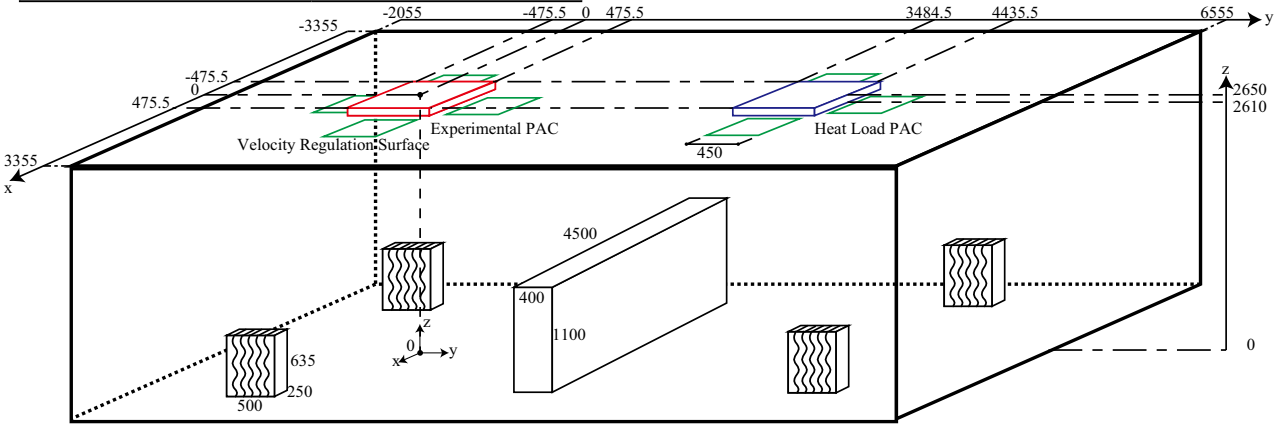 -3355
-2055
-475.5 0 475.5
3484.5 4435.5
6555
y
-475.5
0
475.5
z
2650
2610
Experimental PAC
Heat Load PAC
Velocity Regulation Surface
450
3355
x
4500
400
1100
z
0
x
y
0
635
250
500